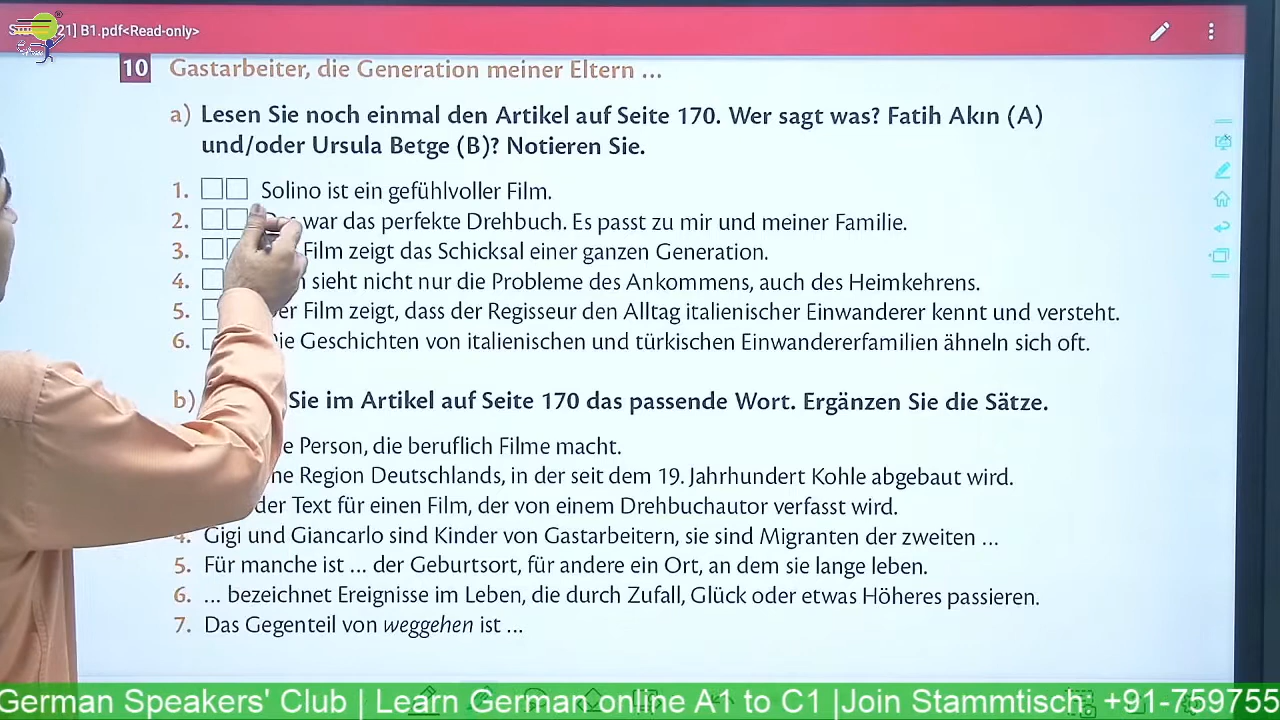 21] B1.pdf<Read-only>
10 Gastarbeiter, die Generation meiner Eltern ...
a) Lesen Sie noch einmal den Artikel auf Seite 170. Wer sagt was? Fatih Akın (A)
und/oder Ursula Betge (B)? Notieren Sie.
1. Solino ist ein gefühlvoller Film.
2. war das perfekte Drehbuch. Es passt zu mir und meiner Familie.
3. Film zeigt das Schicksal einer ganzen Generation.
4. sieht nicht nur die Probleme des Ankommens, auch des Heimkehrens.
5. er Film zeigt, dass der Regisseur den Alltag italienischer Einwanderer kennt und versteht.
6. ie Geschichten von italienischen und türkischen Einwandererfamilien ähneln sich oft.
b) Sie im Artikel auf Seite 170 das passende Wort. Ergänzen Sie die Sätze.
e Person, die beruflich Filme macht.
ne Region Deutschlands, in der seit dem 19. Jahrhundert Kohle abgebaut wird.
der Text für einen Film, der von einem Drehbuchautor verfasst wird.
4. Gigi und Giancarlo sind Kinder von Gastarbeitern, sie sind Migranten der zweiten ...
5. Für manche ist ... der Geburtsort, für andere ein Ort, an dem sie lange leben.
6. ... bezeichnet Ereignisse im Leben, die durch Zufall, Glück oder etwas Höheres passieren.
7. Das Gegenteil von weggehen ist ...
German Speakers' Club | Learn German online A1 to C1 |Join Stammtisch: +91-759755